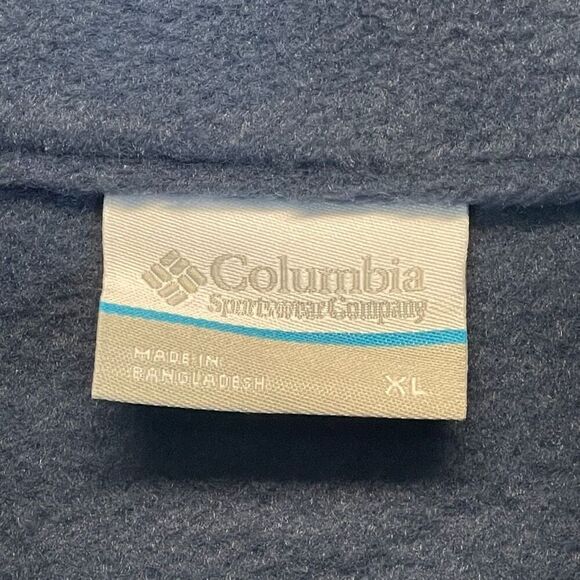 Columbia
Sportswear Company
MADE IN
BANGLADESH
XL